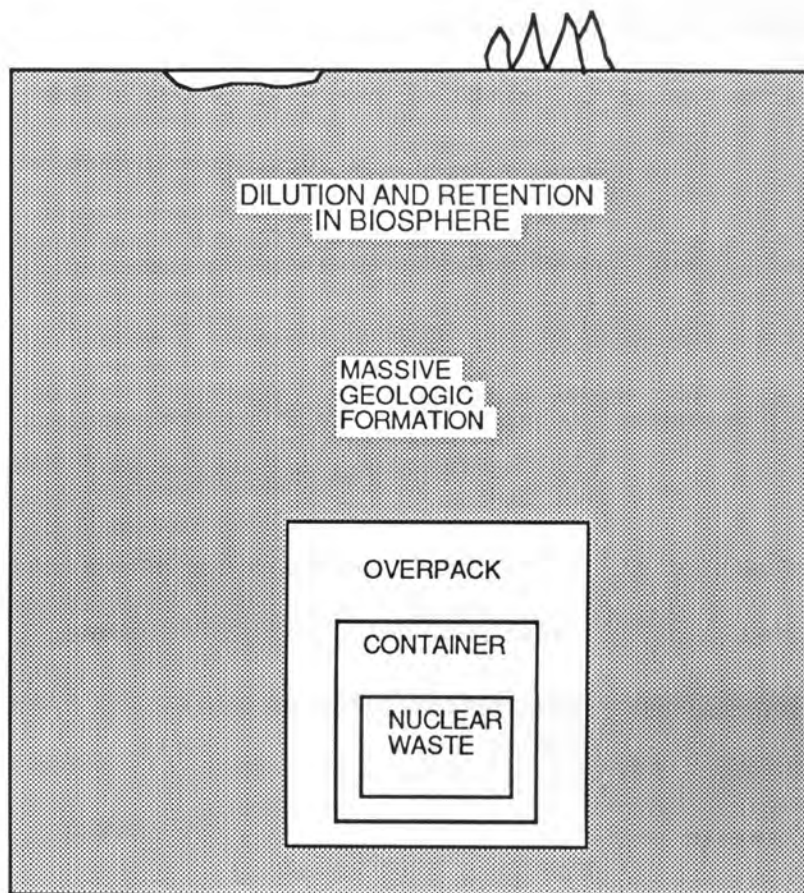 DILUTION AND RETENTION
IN BIOSPHERE
MASSIVE
GEOLOGIC
FORMATION
OVERPACK
CONTAINER
NUCLEAR
WASTE